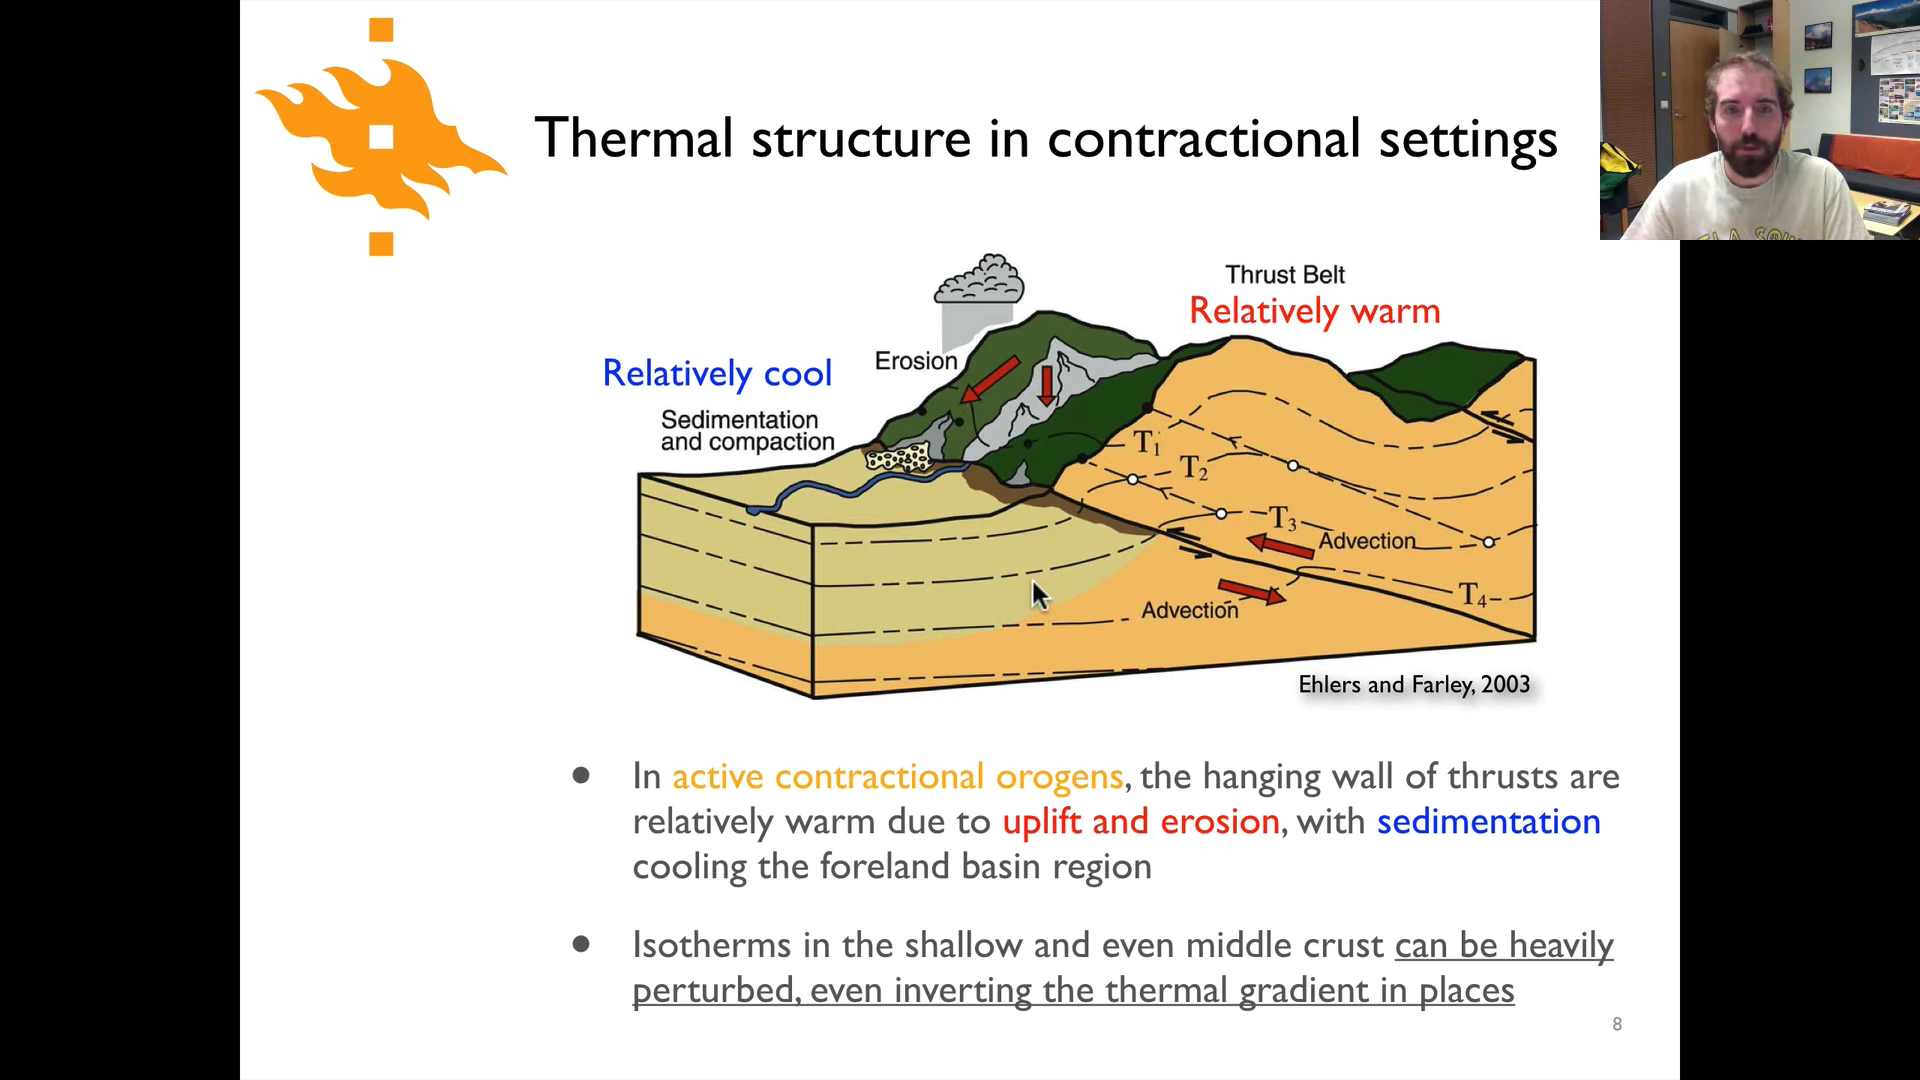 Thermal structure in contractional settings
Thrust Belt
Relatively warm
Erosion
Relatively cool
Sedimentation
and compaction
T1
T2
T3
Advection
T4
Advection
Ehlers and Farley, 2003
● In active contractional orogens, the hanging wall of thrusts are
relatively warm due to uplift and erosion, with sedimentation
cooling the foreland basin region
● Isotherms in the shallow and even middle crust can be heavily
perturbed, even inverting the thermal gradient in places
8